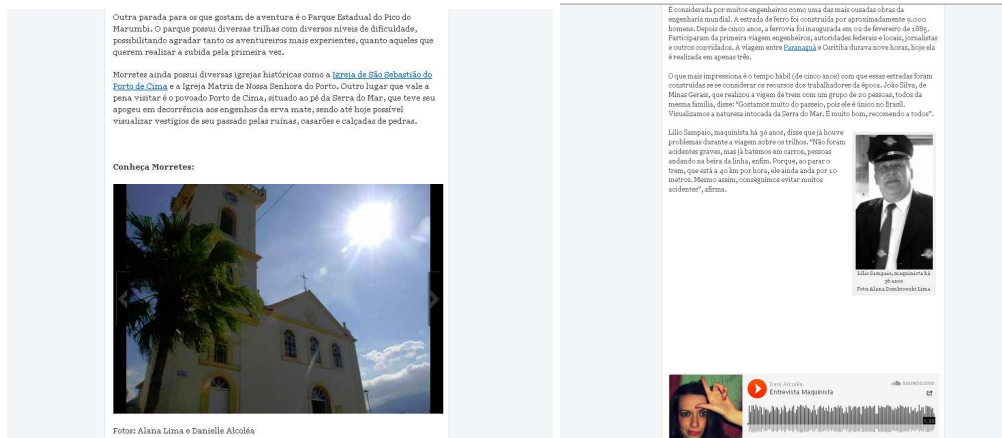 Outra parada para os que gostam de aventura é o Parque Estadual do Pico do
Marumbi. O parque possui diversas trilhas com diversos níveis de dificuldade,
possibilitando agradar tanto os aventureiros mais experientes, quanto aqueles que
querem realizar a subida pela primeira vez.
Morretes ainda possui diversas igrejas históricas como a Igreja de São Sebastião do
Porto de Cima e a Igreja Matriz de Nossa Senhora do Porto. Outro lugar que vale a
pena visitar é o povoado Porto de Cima, situado ao pé da Serra do Mar, que teve seu
apogeu em decorrência aos engenhos da erva mate, sendo até hoje possível
visualizar vestígios de seu passado pelas ruínas, casarões e calçadas de pedras.
Conheça Morretes:
Fotos: Alana Lima e Danielle Alcoléa
É considerada por muitos engenheiros como uma das mais ousadas obras da
engenharia mundial. A estrada de ferro foi construída por aproximadamente 9.000
homens. Depois de cinco anos, a ferrovia foi inaugurada em 02 de fevereiro de 1885.
Participaram da primeira viagem engenheiros, autoridades federais e locais, jornalistas
e outros convidados. A viagem entre Paranaguá e Curitiba durava nove horas, hoje ela
é realizada em apenas três.
O que mais impressiona é o tempo hábil (de cinco anos) com que essas estradas foram
construídas se se considerar os recursos dos trabalhadores da época. João Silva, de
Minas Gerais, que realizou a vigem de trem com um grupo de 20 pessoas, todos da
mesma família, disse: "Gostamos muito do passeio, pois ele é único no Brasil.
Visualizamos a natureza intocada da Serra do Mar. É muito bom, recomendo a todos".
Lílio Sampaio, maquinista há 36 anos, disse que já houve
problemas durante a viagem sobre os trilhos. "Não foram
acidentes graves, mas já batemos em carros, pessoas
andando na beira da linha, enfim. Porque, ao parar o
trem, que está a 40 km por hora, ele ainda anda por 10
metros. Mesmo assim, conseguimos evitar muitos
acidentes", afirma.
Lílio Sampaio, maquinista há
36 anos
Foto: Alana Dombrowski Lima
Dani Alcoléa
Entrevista Maquinista
SOUNDCLOUD